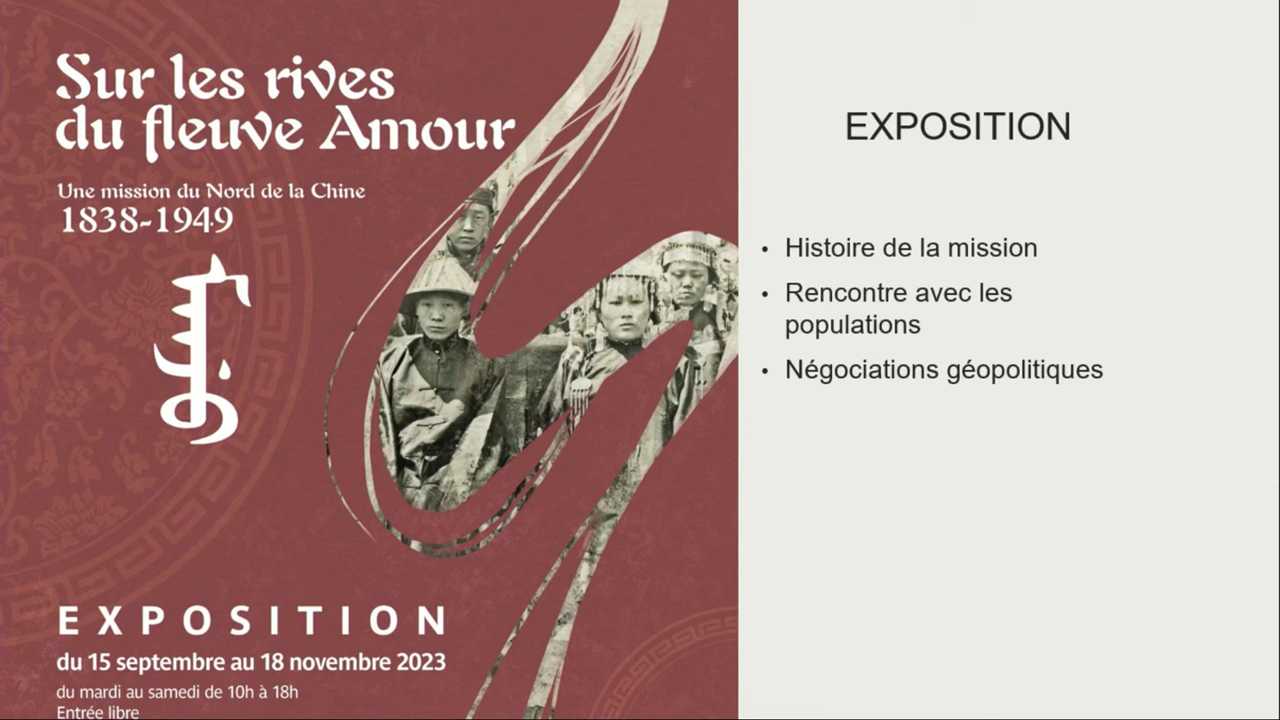 Sur les rives
du fleuve Amour
Une mission du Nord de la Chine
1838-1949
EXPOSITION
du 15 septembre au 18 novembre 2023
du mardi au samedi de 10h à 18h
Entrée libre
EXPOSITION
• Histoire de la mission
• Rencontre avec les
populations
• Négociations géopolitiques